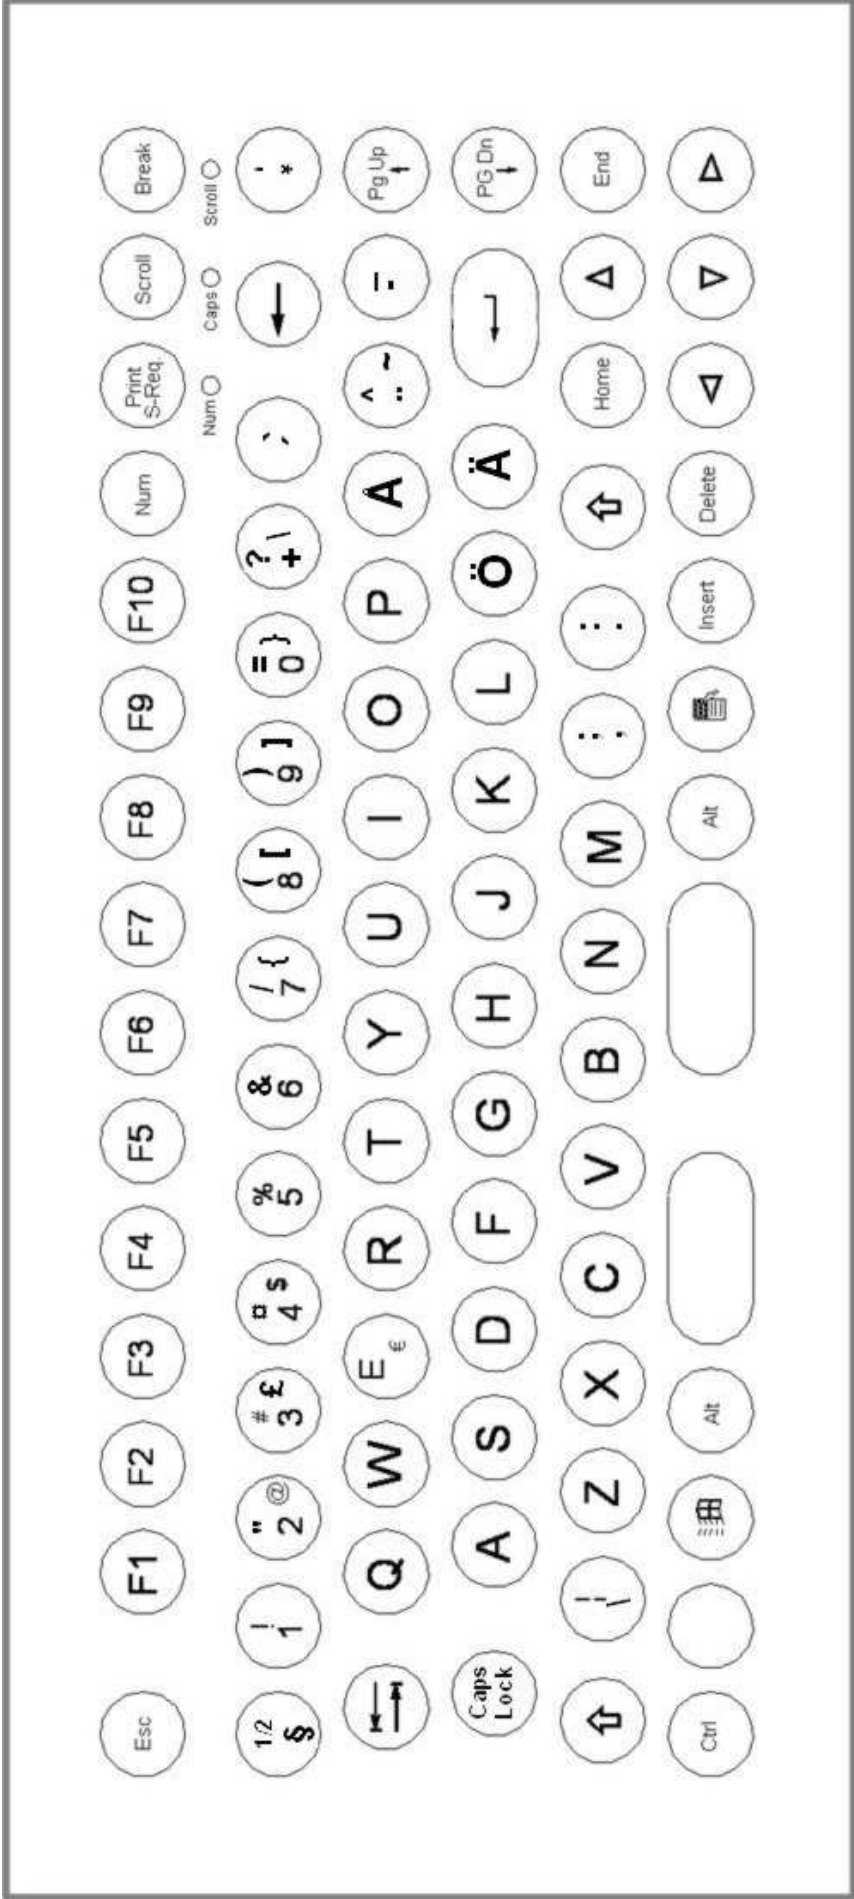 Esc F1 F2 F3 F4 F5 F6 F7 F8 F9 F10 Num Print S-Req. Scroll Break
Num Caps Scroll
1/2 § ! 1 " 2 @ # 3 £ ¤ 4 $ % 5 & 6 / 7 { ( 8 [ ) 9 ] = 0 } ? + \ ` ´ ' *
Q W E € R T Y U I O P Å ^ ¨ ~ Pg Up
Caps Lock A S D F G H J K L Ö Ä PG Dn
| \ Z X C V B N M ; , : . Home End
Ctrl Alt Alt Insert Delete